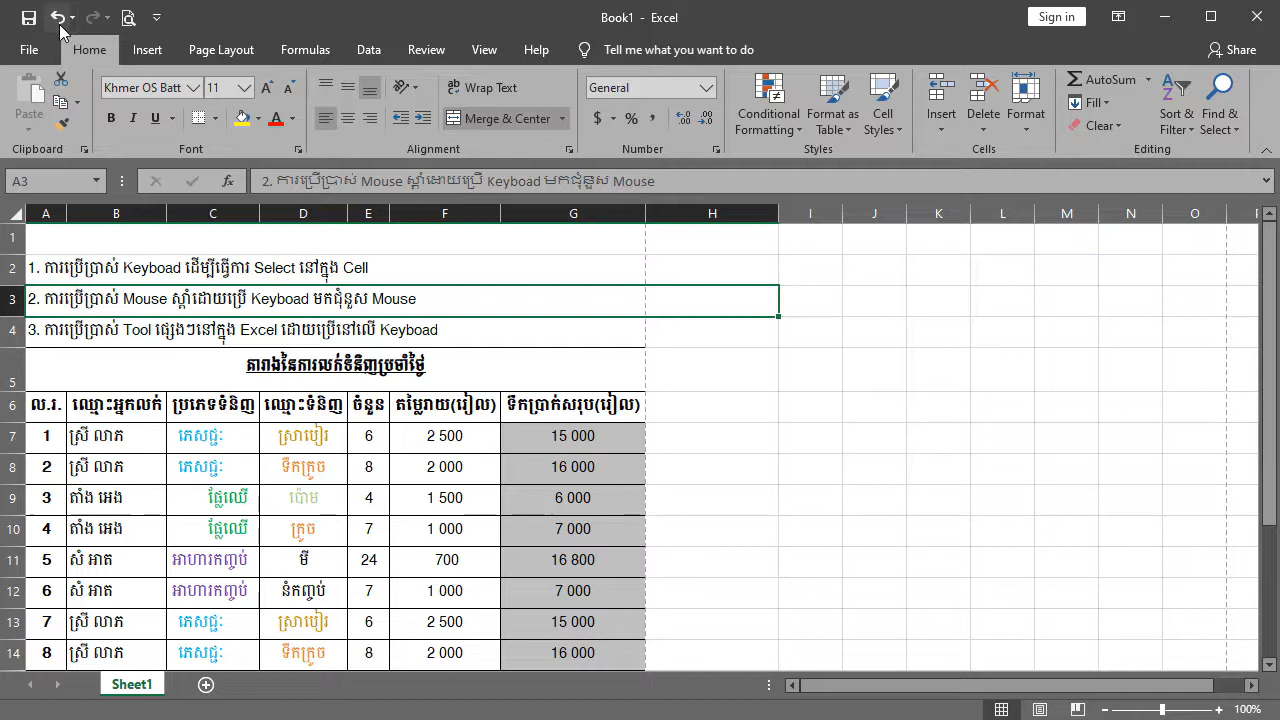 Book1 - Excel
Sign in
File Home Insert Page Layout Formulas Data Review View Help Tell me what you want to do Share
Paste
Clipboard
Khmer OS Batt 11
B I U
Font
Wrap Text
Merge & Center
Alignment
General
$ % ,
Number
Conditional Formatting
Format as Table
Cell Styles
Styles
Insert Delete Format
Cells
AutoSum
Fill
Clear
Sort & Filter
Find & Select
Editing
A3 fx 2. ការប្រើប្រាស់ Mouse ស្តាំដោយប្រើ Keyboad មកជុំនួស Mouse
A B C D E F G H I J K L M N O
1
2 1. ការប្រើប្រាស់ Keyboad ដើម្បីធ្វើការ Select នៅក្នុង Cell
3 2. ការប្រើប្រាស់ Mouse ស្តាំដោយប្រើ Keyboad មកជុំនួស Mouse
4 3. ការប្រើប្រាស់ Tool ផ្សេងៗនៅក្នុង Excel ដោយប្រើនៅលើ Keyboad
5 តារាងនៃការលក់ទំនិញប្រចាំថ្ងៃ
6 ល.រ. ឈ្មោះអ្នកលក់ ប្រភេទទំនិញ ឈ្មោះទំនិញ ចំនួន តម្លៃរាយ(រៀល) ទឹកប្រាក់សរុប(រៀល)
7 1 ស្រី លាភ ភេសជ្ជៈ ស្រាបៀរ 6 2 500 15 000
8 2 ស្រី លាភ ភេសជ្ជៈ ទឹកក្រូច 8 2 000 16 000
9 3 តាំង អេង ផ្លែឈើ ប៉ោម 4 1 500 6 000
10 4 តាំង អេង ផ្លែឈើ ក្រូច 7 1 000 7 000
11 5 សំ អាត អាហារកញ្ចប់ មី 24 700 16 800
12 6 សំ អាត អាហារកញ្ចប់ នំកញ្ចប់ 7 1 000 7 000
13 7 ស្រី លាភ ភេសជ្ជៈ ស្រាបៀរ 6 2 500 15 000
14 8 ស្រី លាភ ភេសជ្ជៈ ទឹកក្រូច 8 2 000 16 000
Sheet1
100%